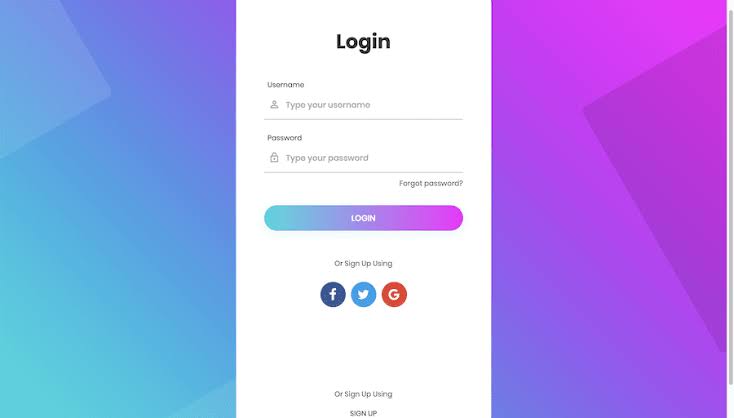 Login
Username
Type your username
Password
Type your password
Forgot password?
LOGIN
Or Sign Up Using
f
G
Or Sign Up Using
SIGN UP